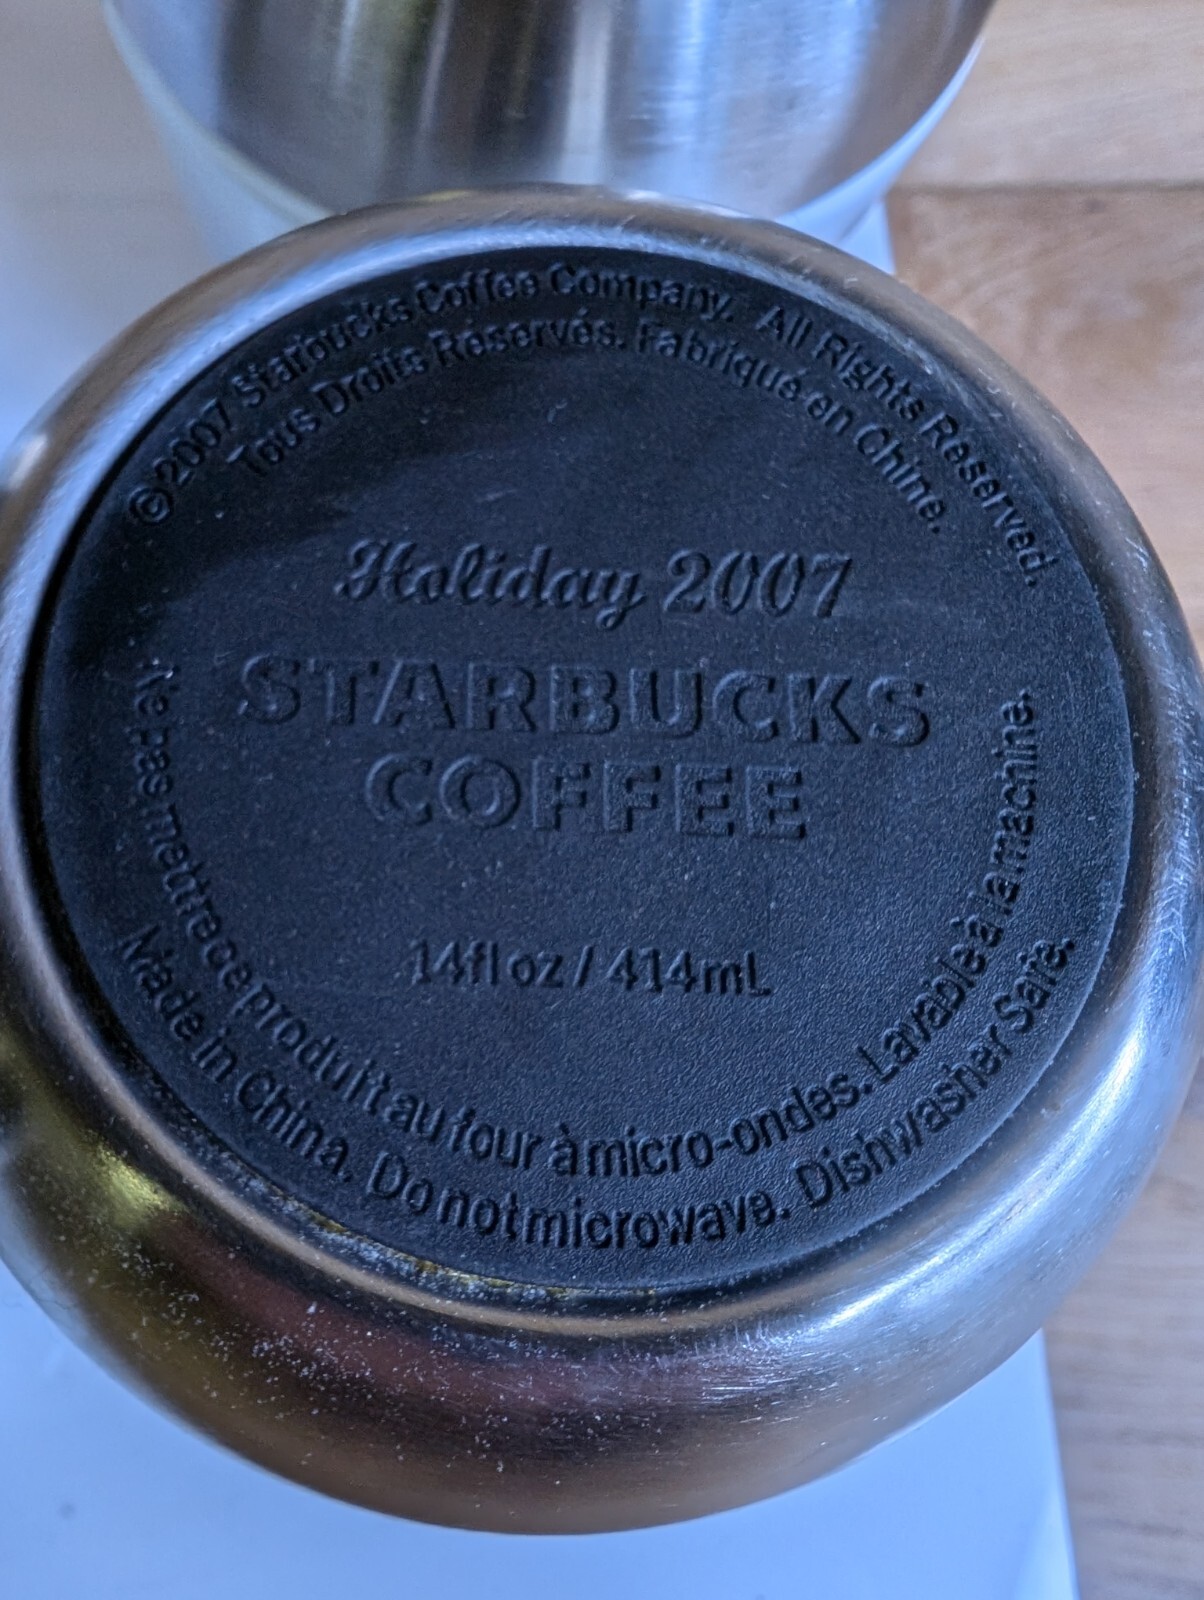 © 2007 Starbucks Coffee Company. All Rights Reserved.
Tous Droits Réservés. Fabriqué en Chine.
Holiday 2007
STARBUCKS
COFFEE
14fl oz / 414mL
Ne pas mettre ce produit au four à micro-ondes. Lavable à la machine.
Made in China. Do not microwave. Dishwasher Safe.